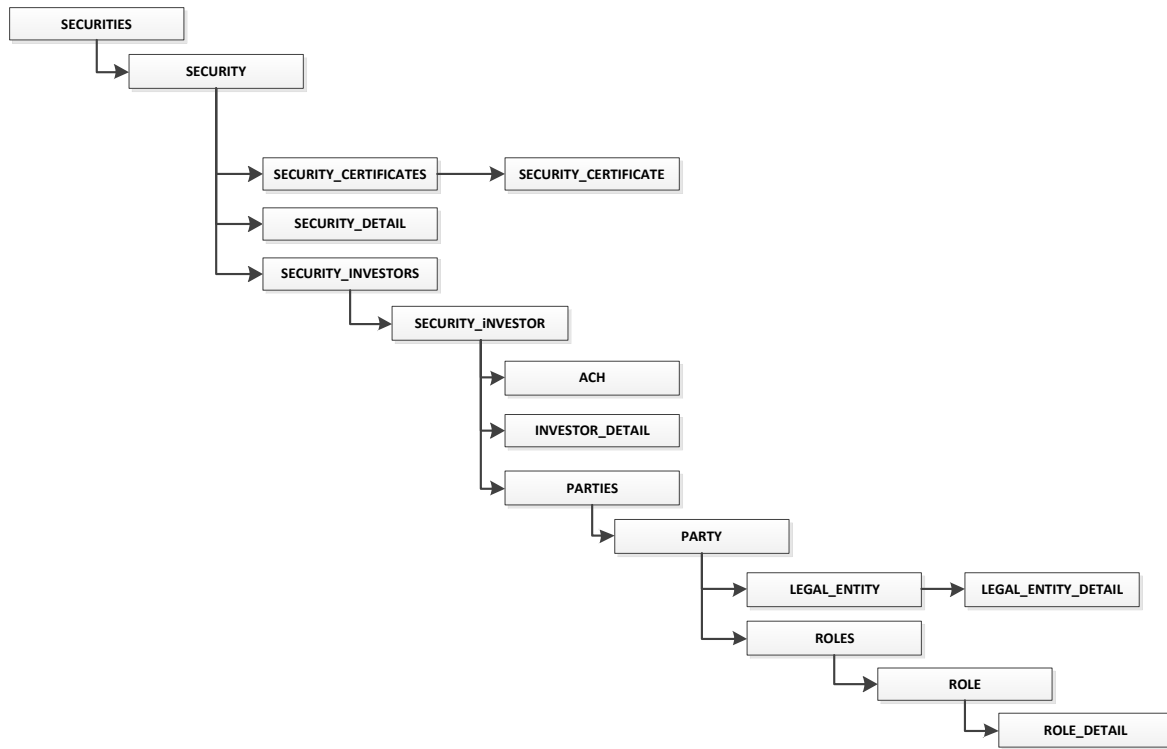 SECURITIES
SECURITY
SECURITY_CERTIFICATES
SECURITY_CERTIFICATE
SECURITY_DETAIL
SECURITY_INVESTORS
SECURITY_iNVESTOR
ACH
INVESTOR_DETAIL
PARTIES
PARTY
LEGAL_ENTITY
LEGAL_ENTITY_DETAIL
ROLES
ROLE
ROLE_DETAIL